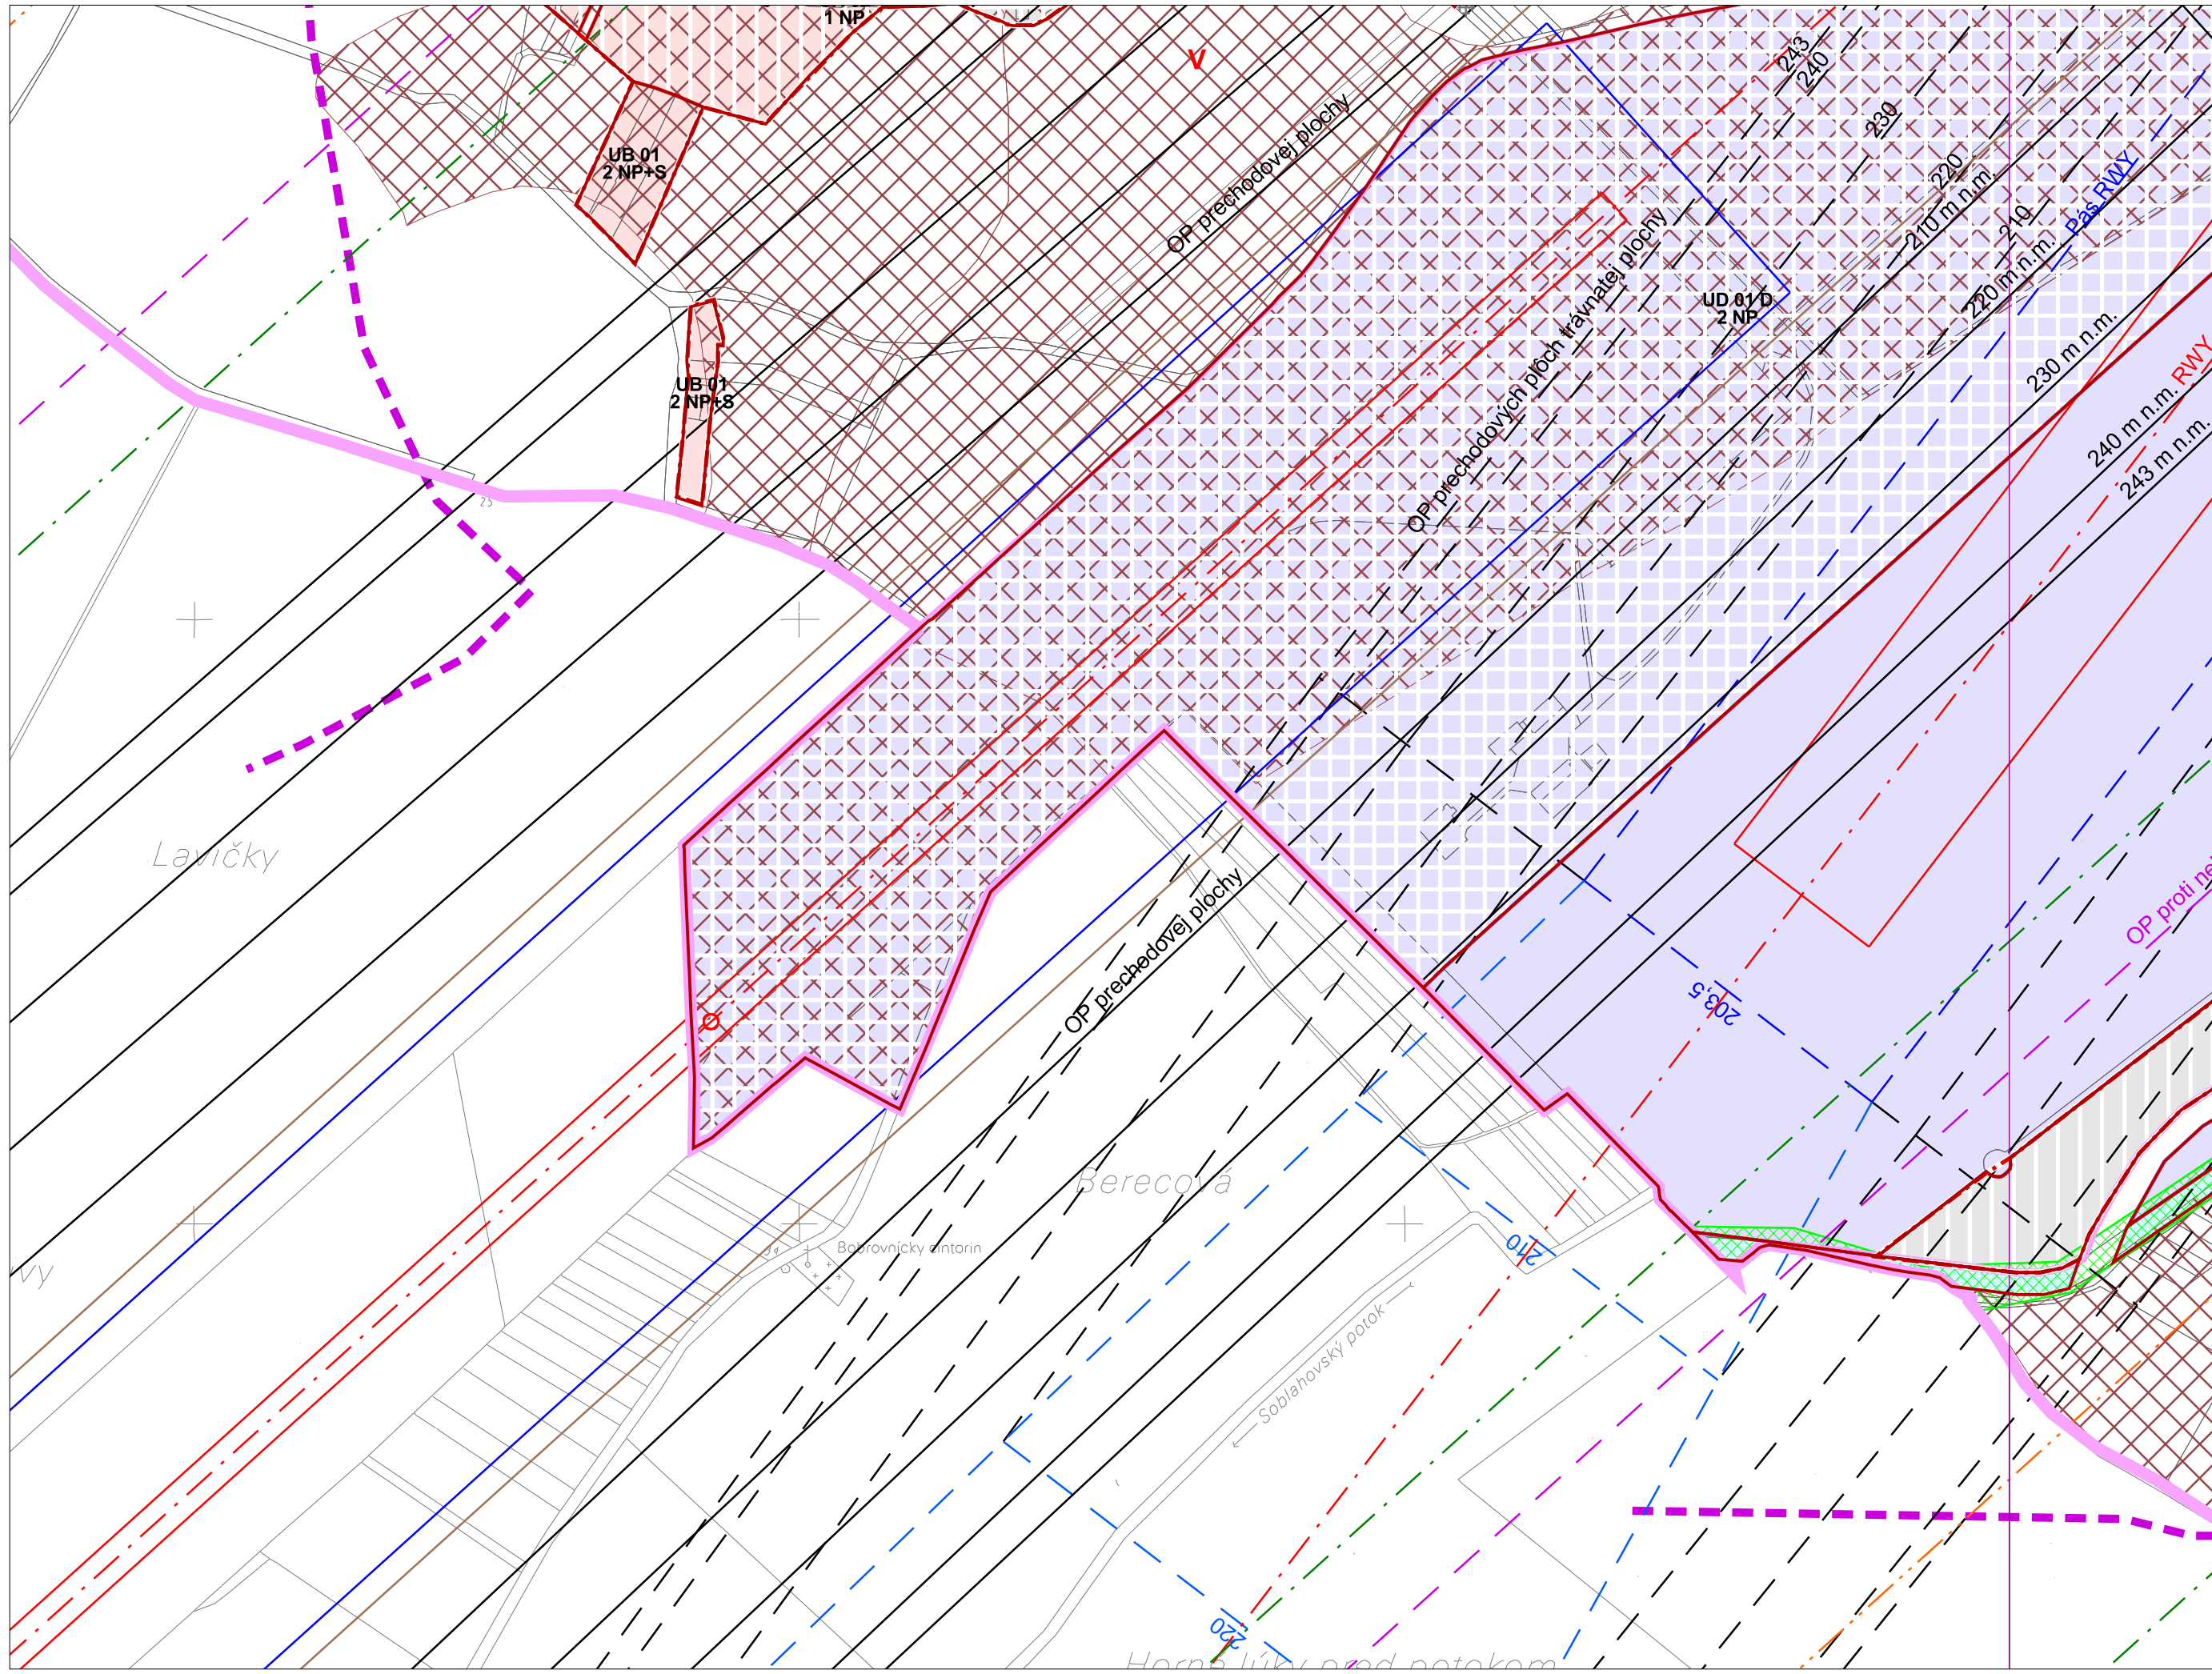 1 NP
V
243
240
OP prechodovej plochy
230
UB 01
2 NP+S
220
210 m n.m.
Pás RWY
210
220 m n.m.
OP prechodových plôch trávnatej plochy
UD 01 D
2 NP
230 m n.m.
RWY
UB 01
2 NP+S
240 m n.m.
243 m n.m.
25
Lavičky
OP prechodovej plochy
OP proti
203,5
Berecová
Bobrovnícky cintorín
34
210
Soblahovský potok
220
Horné lúky pred potokom